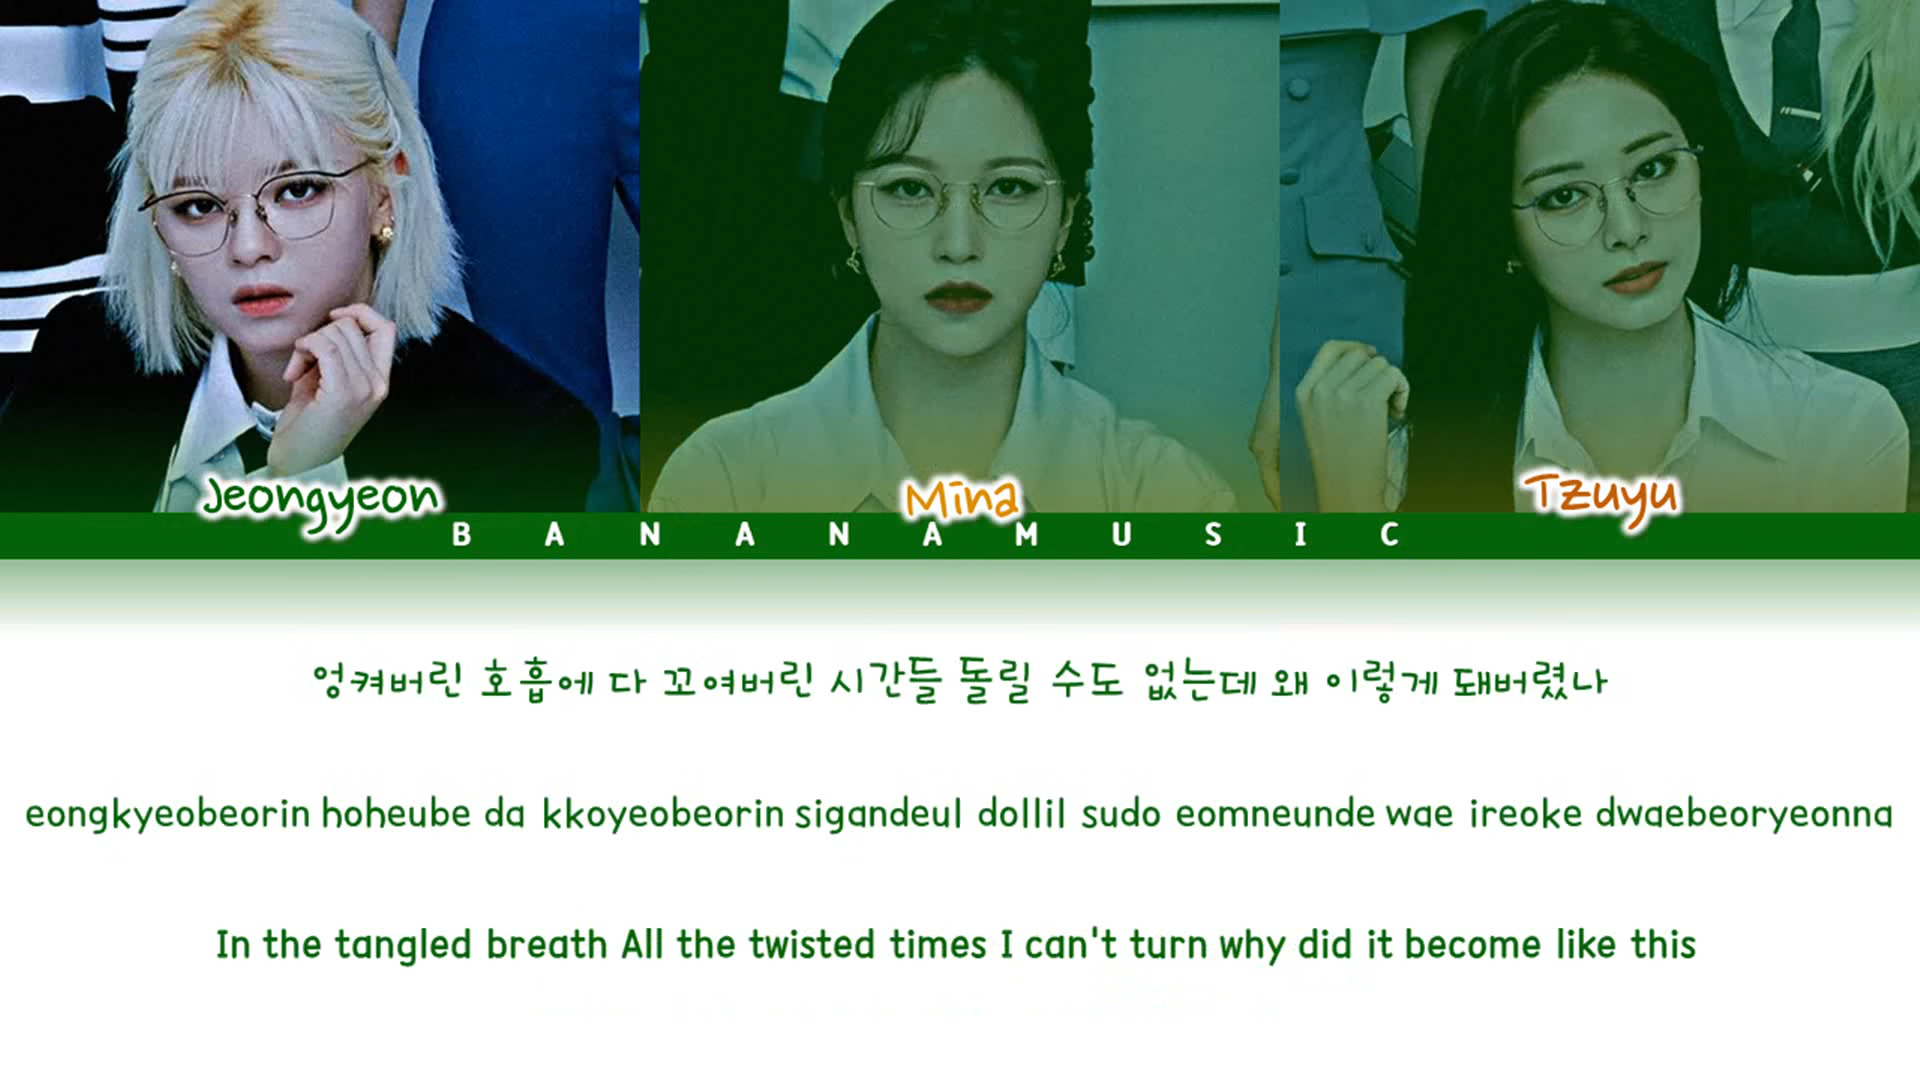 Jeongyeon Mina Tzuyu
BANANAMUSIC
엉켜버린 호흡에 다 꼬여버린 시간들 돌릴 수도 없는데 왜 이렇게 돼버렸나
eongkyeobeorin hoheube da kkoyeobeorin sigandeul dollil sudo eomneunde wae ireoke dwaebeoryeonna
In the tangled breath All the twisted times I can't turn why did it become like this